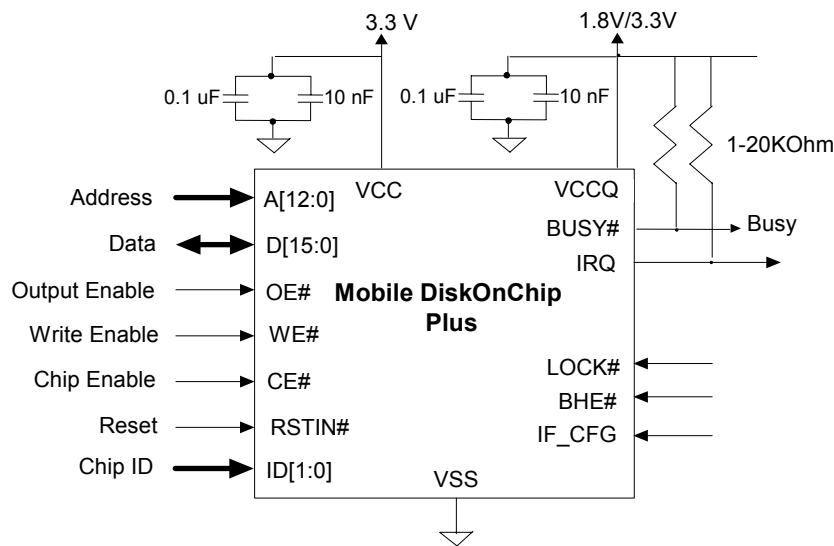 3.3 V
1.8V/3.3V
0.1 uF
10 nF
0.1 uF
10 nF
1-20KOhm
VCC
VCCQ
Address
A[12:0]
BUSY#
Busy
Data
D[15:0]
IRQ
Output Enable
OE#
Mobile DiskOnChip
Plus
Write Enable
WE#
LOCK#
Chip Enable
CE#
BHE#
Reset
RSTIN#
IF_CFG
Chip ID
ID[1:0]
VSS